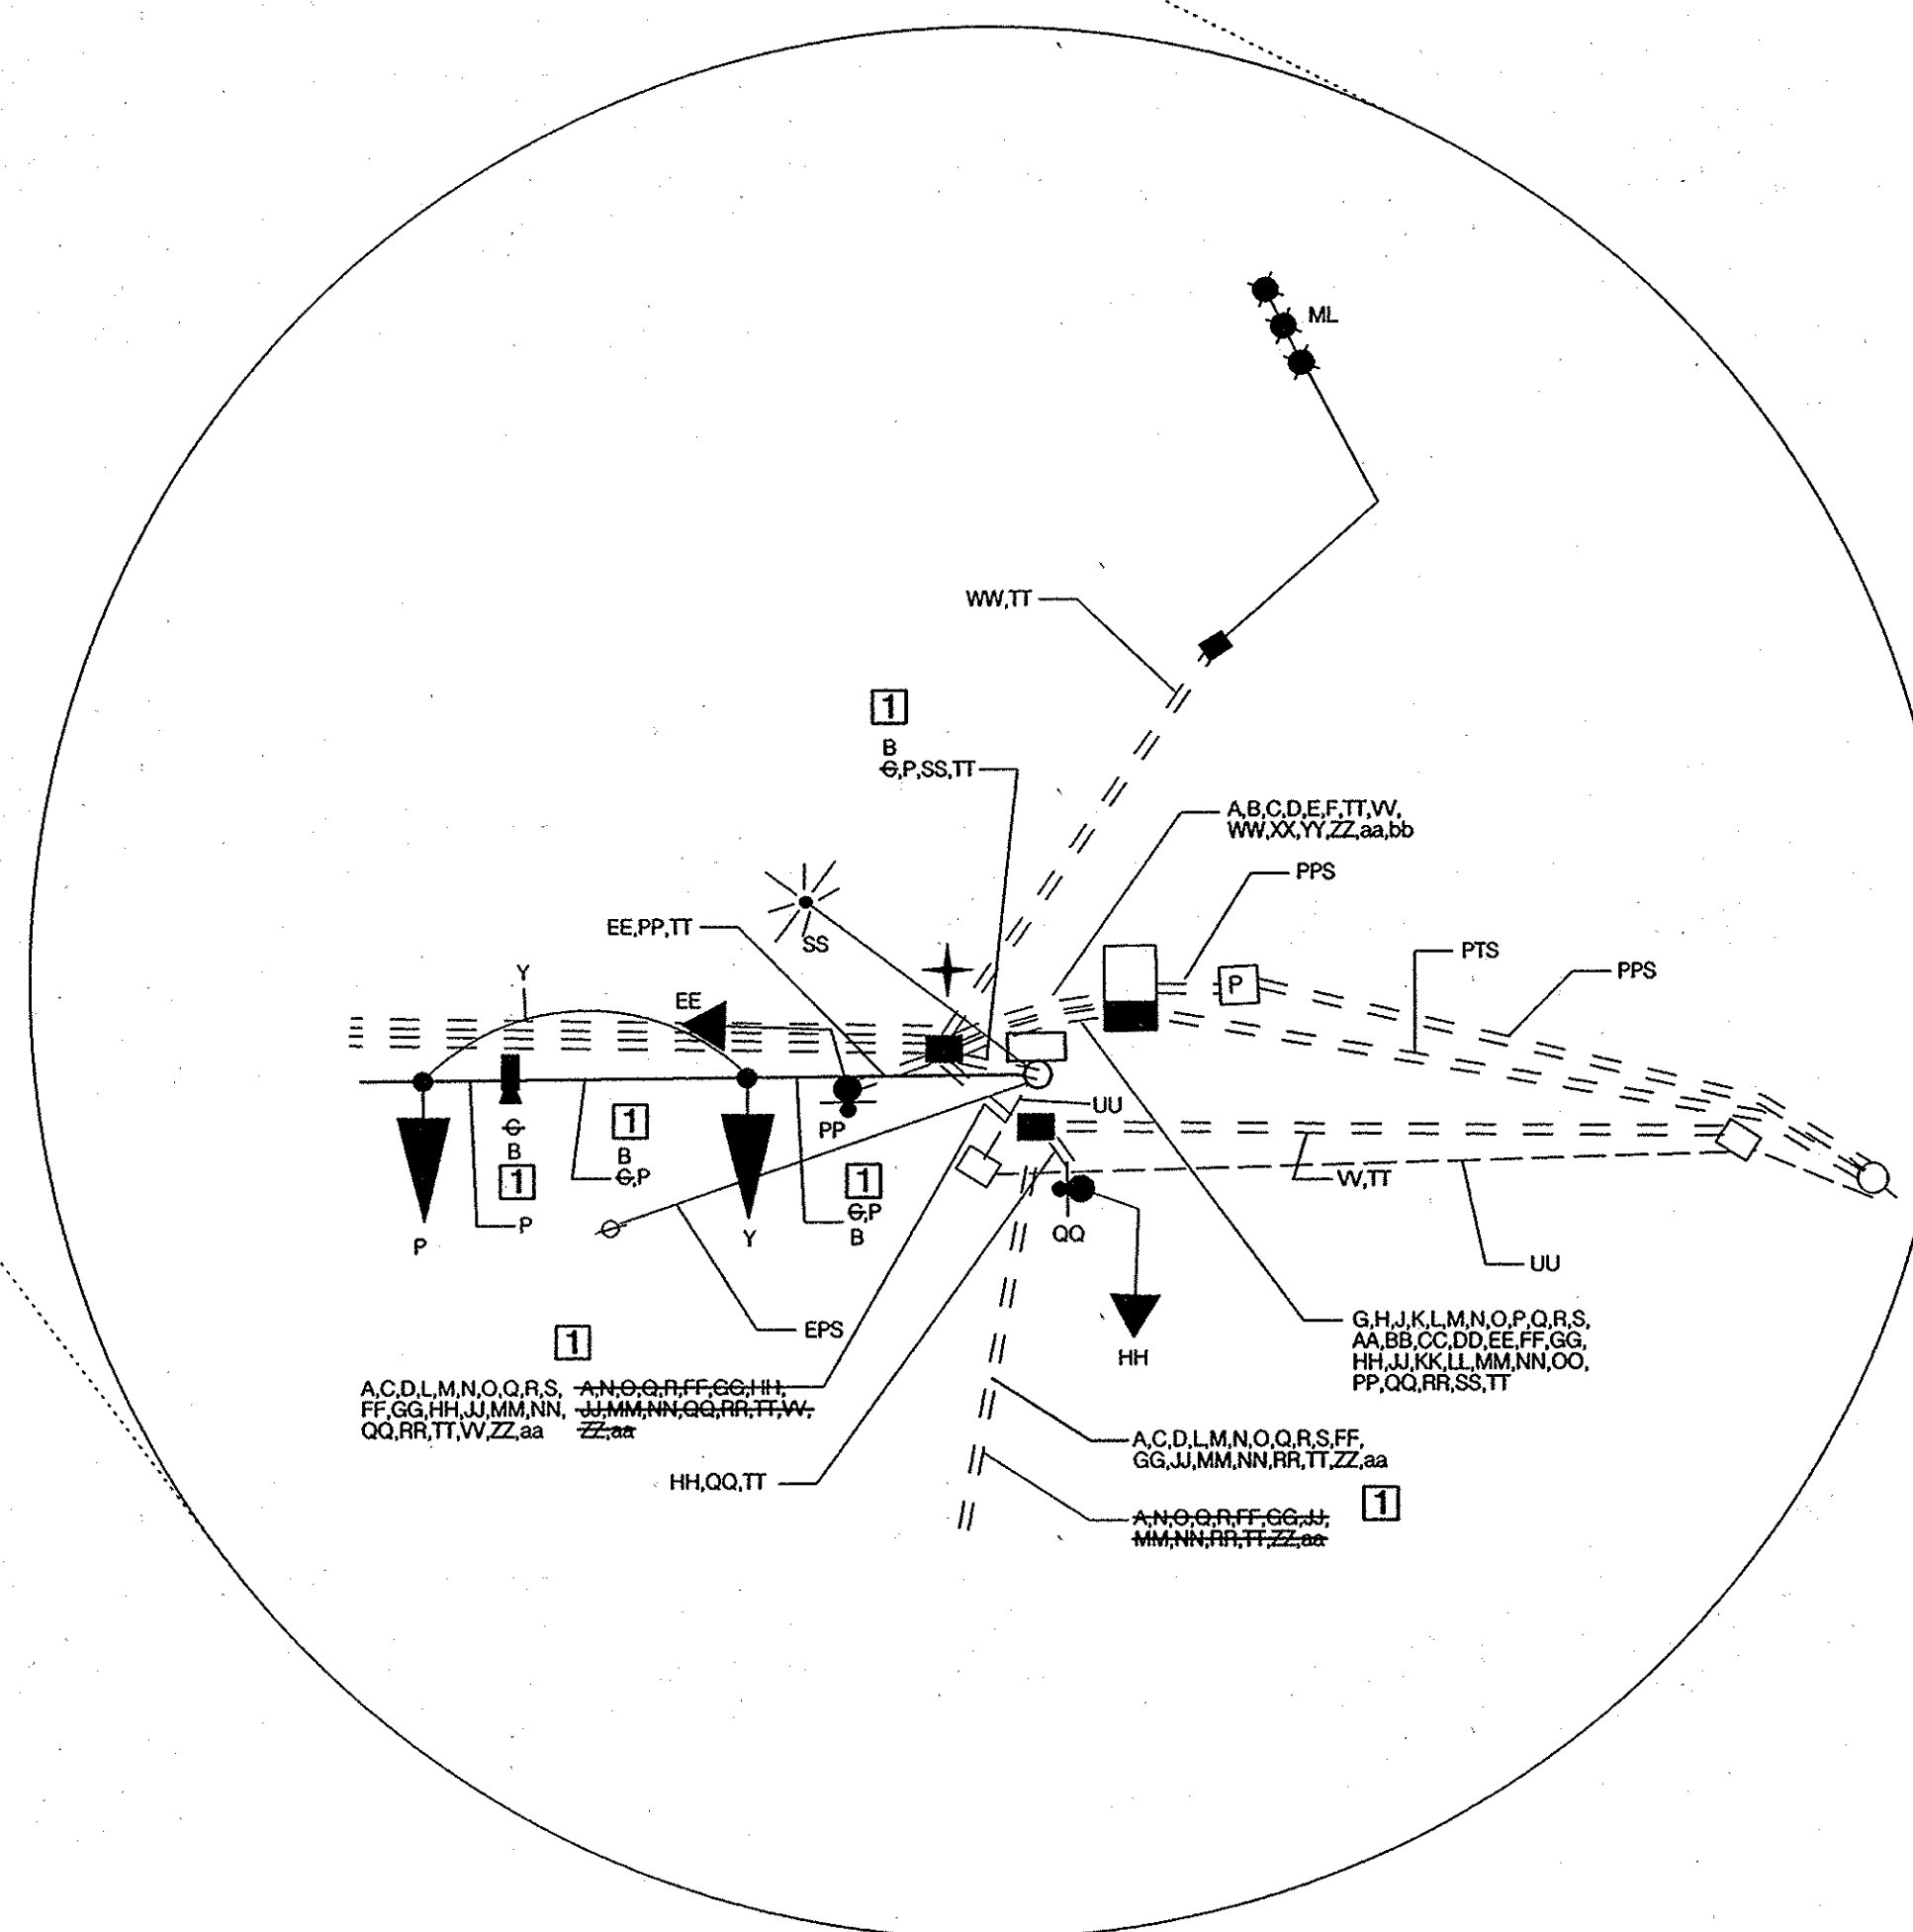 ML
WW,TT
1
B
G,P,SS,TT
A,B,C,D,E,F,TT,VV,
WW,XX,YY,ZZ,aa,bb
PPS
EE,PP,TT
SS
PTS
PPS
Y
EE
P
UU
1
PP
G
B
B
1
G,P
1
VV,TT
P
G,P
QQ
P
Y
B
UU
EPS
1
G,H,J,K,L,M,N,O,P,Q,R,S,
AA,BB,CC,DD,EE,FF,GG,
HH,JJ,KK,LL,MM,NN,OO,
PP,QQ,RR,SS,TT
HH
A,C,D,L,M,N,O,Q,R,S,
FF,GG,HH,JJ,MM,NN,
QQ,RR,TT,VV,ZZ,aa
A,N,O,Q,R,FF,GG,HH,
JJ,MM,NN,QQ,RR,TT,VV,
ZZ,aa
A,C,D,L,M,N,O,Q,R,S,FF,
GG,JJ,MM,NN,RR,TT,ZZ,aa
HH,QQ,TT
1
A,N,O,Q,R,FF,GG,JJ,
MM,NN,RR,TT,ZZ,aa